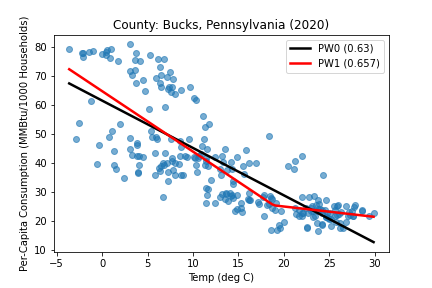 County: Bucks, Pennsylvania (2020)
PW0 (0.63)
PW1 (0.657)
Per-Capita Consumption (MMBtu/1000 Households)
80
70
60
50
40
30
20
10
−5 0 5 10 15 20 25 30
Temp (deg C)